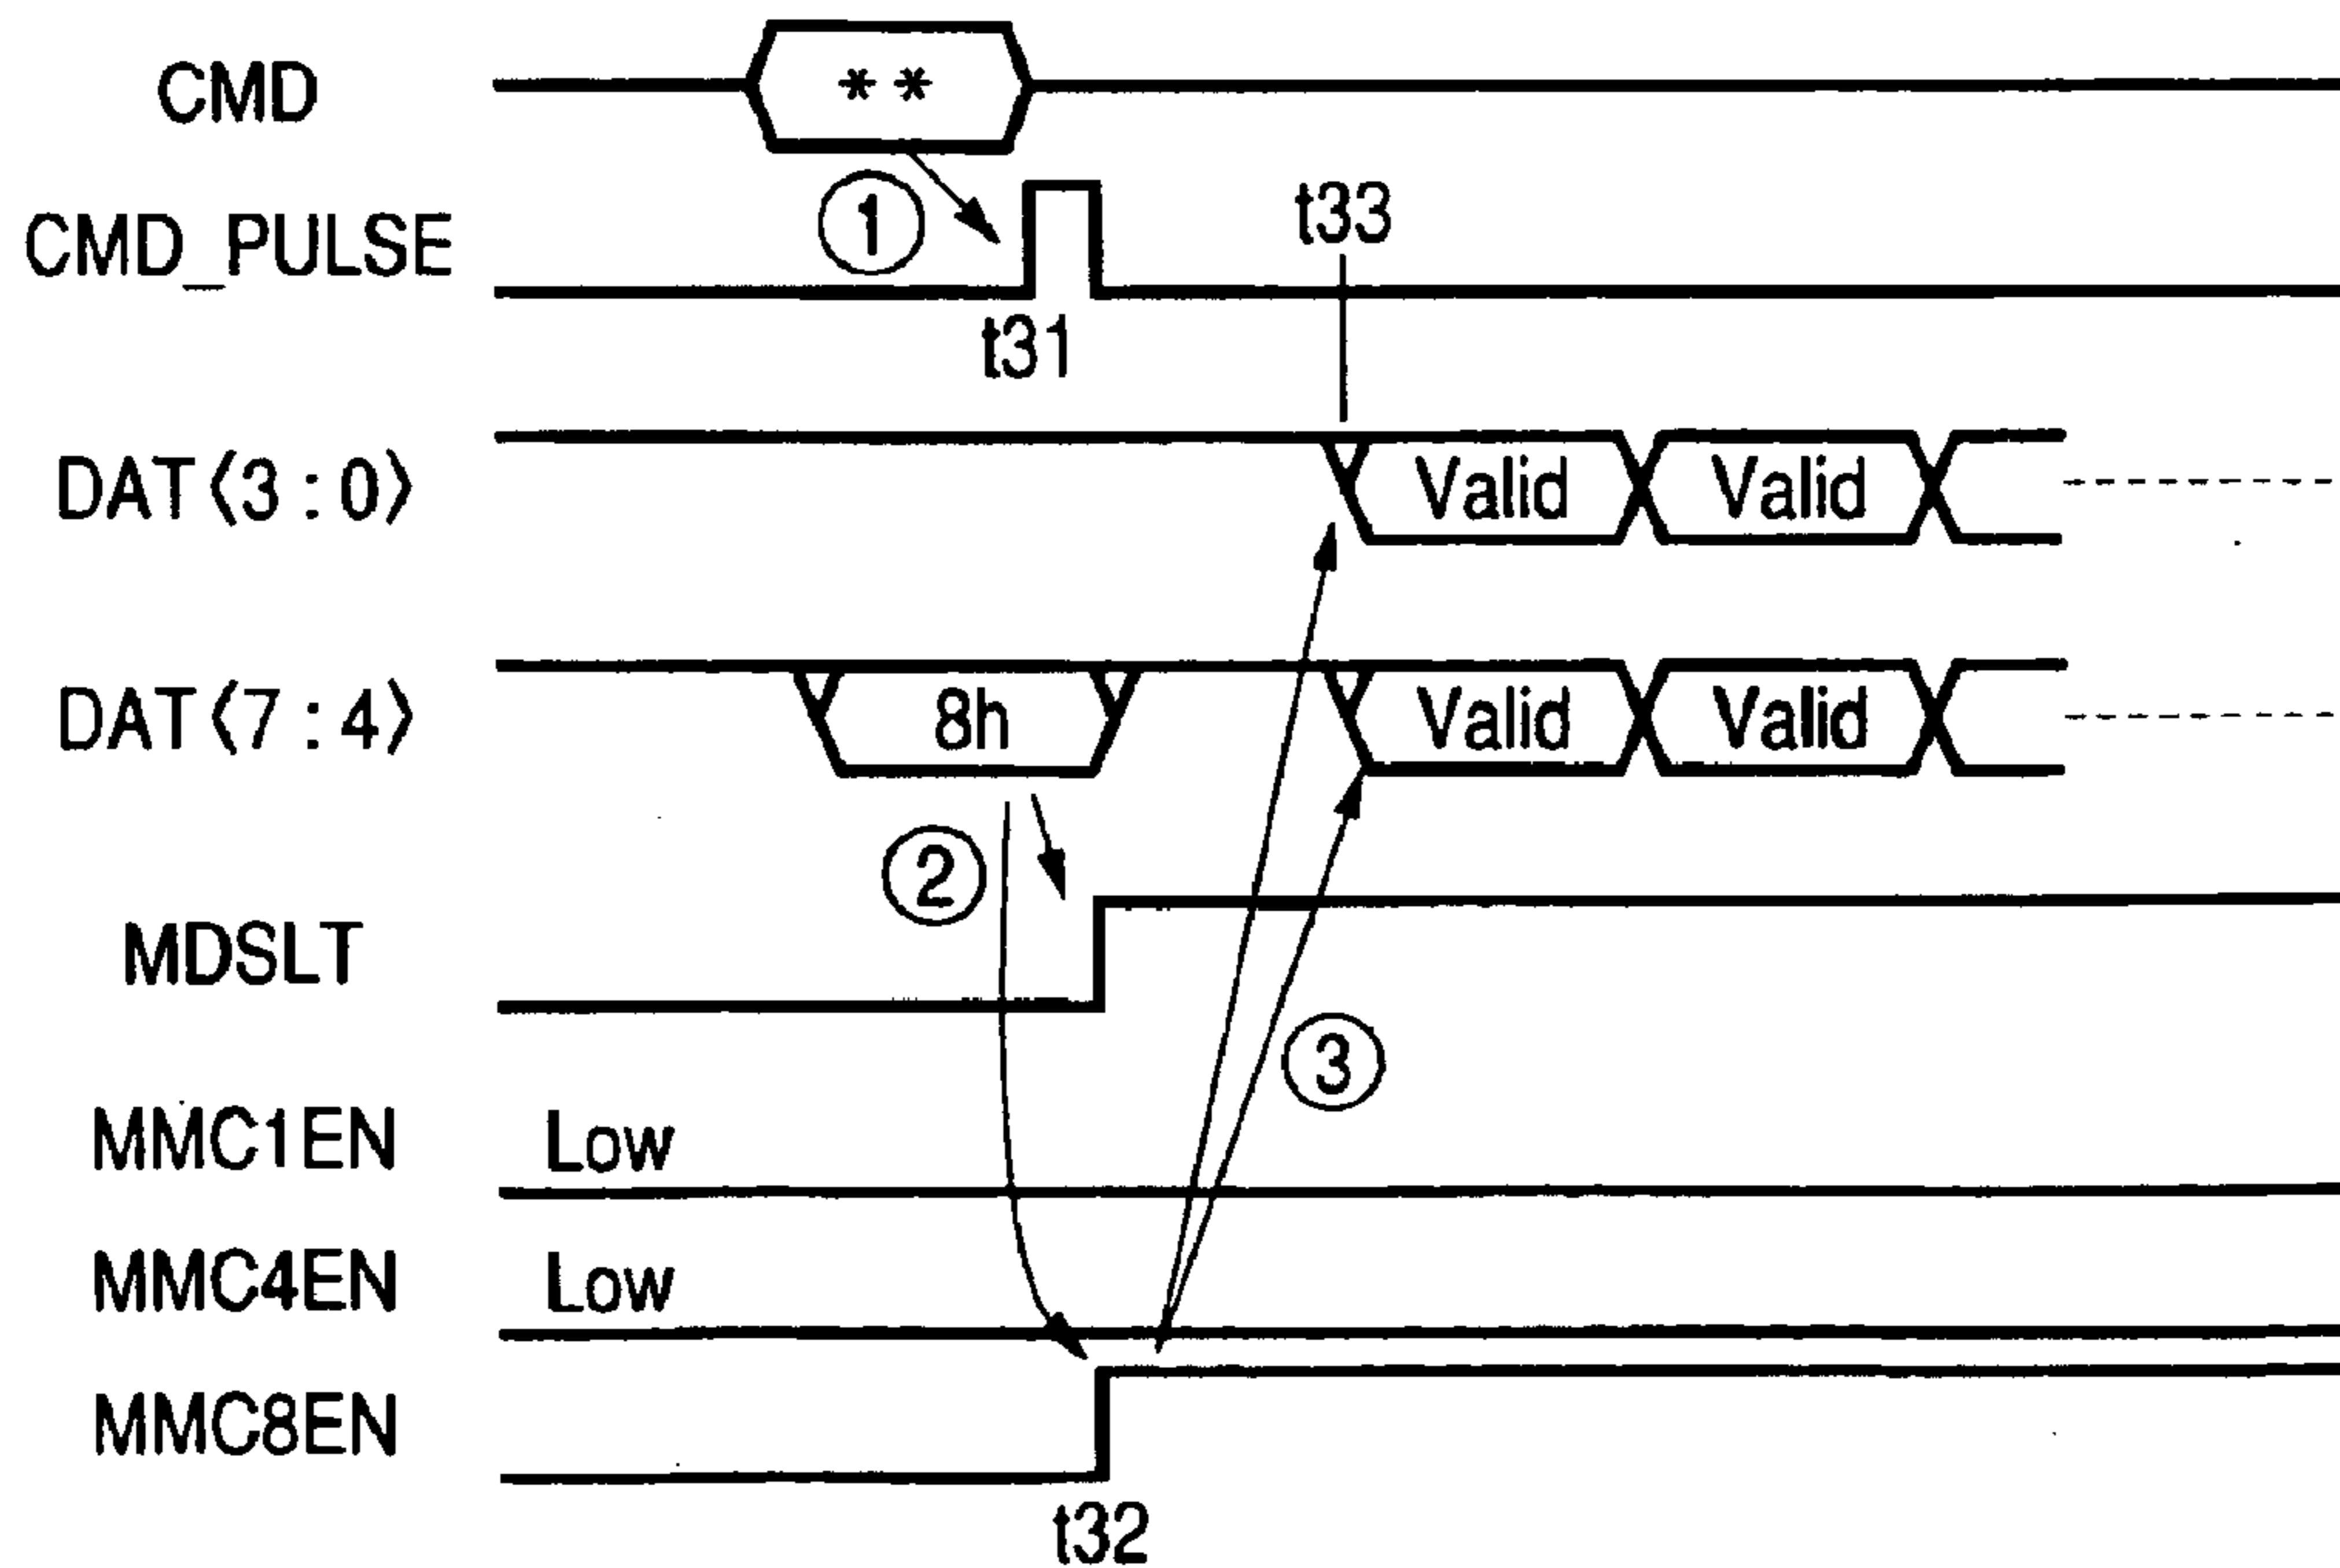 CMD
**
CMD_PULSE
①
t33
t31
DAT〈3:0〉
Valid Valid
DAT〈7:4〉
8h Valid Valid
②
MDSLT
③
MMC1EN Low
MMC4EN Low
MMC8EN
t32